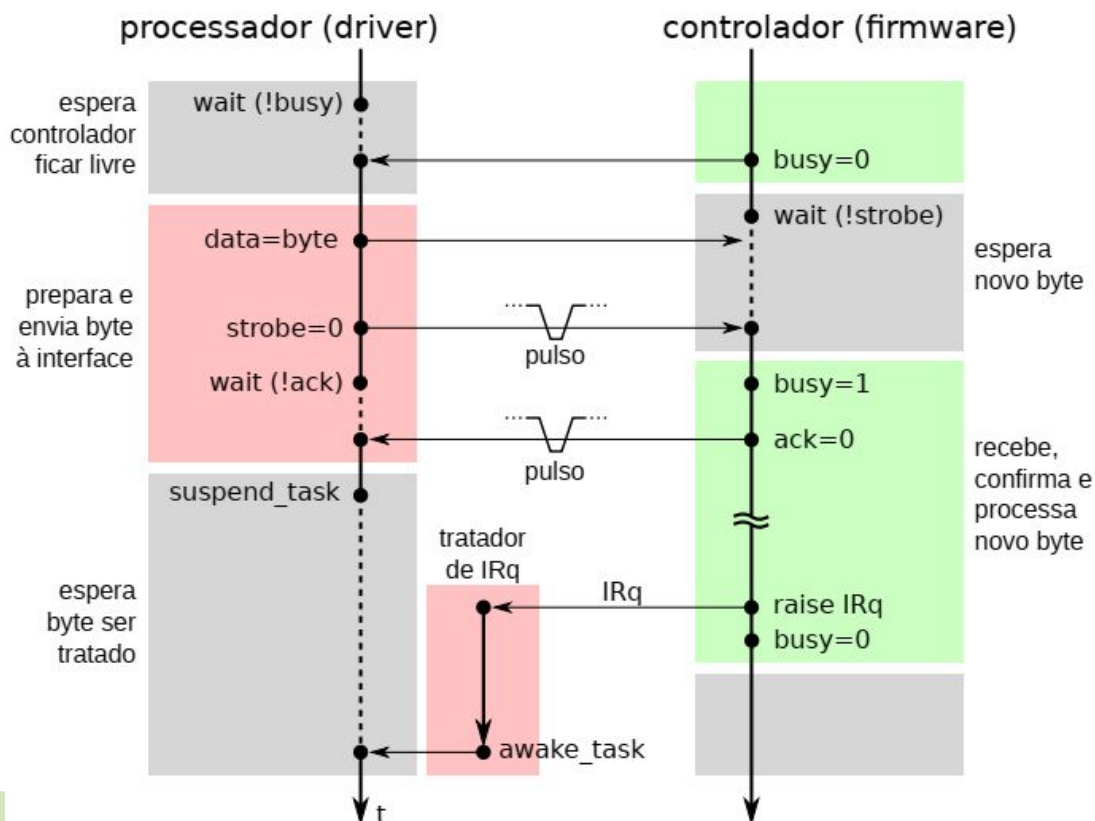 processador (driver)
controlador (firmware)
espera
controlador
ficar livre
wait (!busy)
busy=0
wait (!strobe)
espera
novo byte
data=byte
prepara e
envia byte
à interface
strobe=0
pulso
wait (!ack)
busy=1
ack=0
pulso
recebe,
confirma e
processa
novo byte
suspend_task
tratador
de IRq
IRq
raise IRq
busy=0
espera
byte ser
tratado
awake_task
t